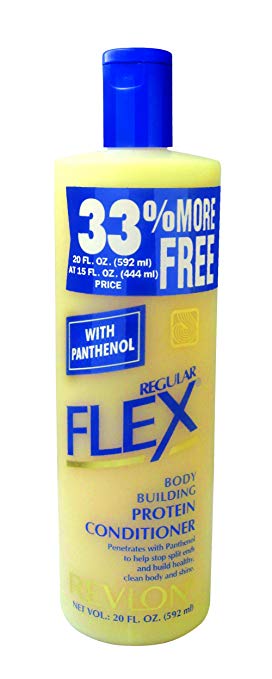 33% MORE
FREE
20 FL. OZ. (592 ml)
AT 15 FL. OZ. (444 ml)
PRICE
WITH
PANTHENOL
REGULAR
FLEX®
BODY
BUILDING
PROTEIN
CONDITIONER
Penetrates with Panthenol
to help stop split ends
and build healthy,
clean body and shine.
REVLON
NET VOL.: 20 FL. OZ. (592 ml)